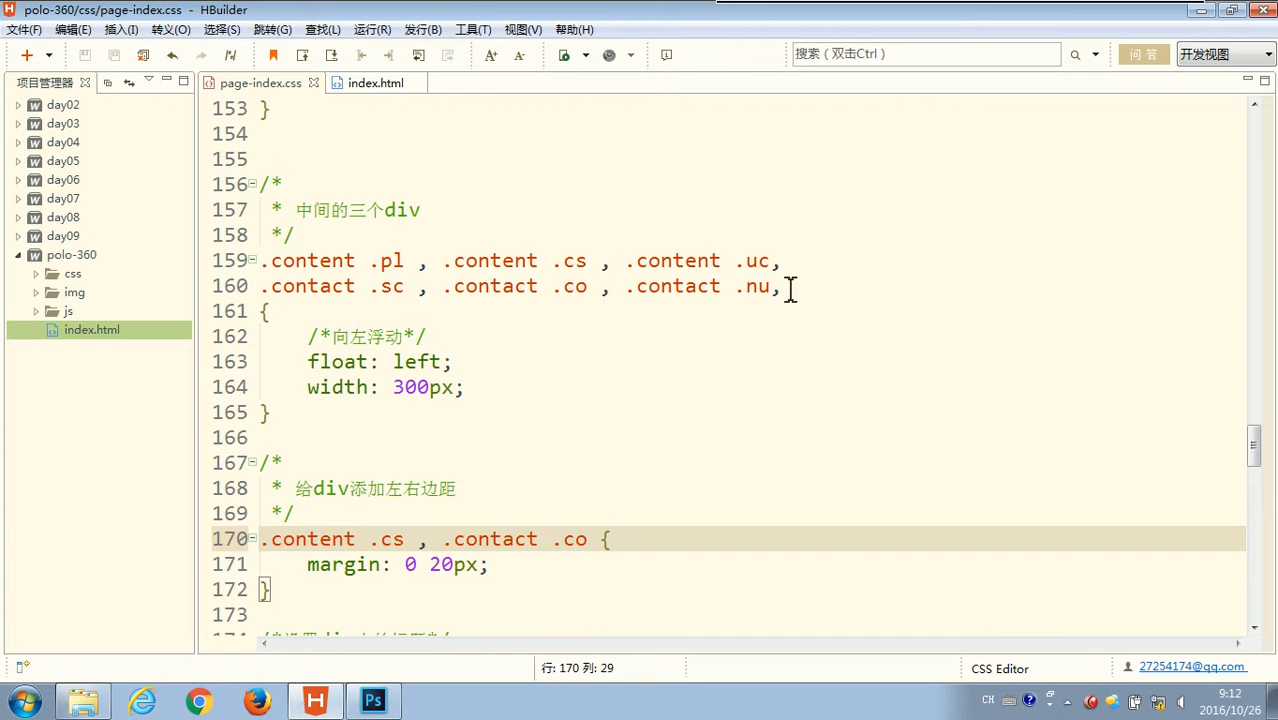 polo-360/css/page-index.css - HBuilder
文件(F) 编辑(E) 插入(I) 转义(O) 选择(S) 跳转(G) 查找(L) 运行(R) 发行(B) 工具(T) 视图(V) 帮助(H)
搜索（双击Ctrl） 问答 开发视图
项目管理器
page-index.css index.html
day02
day03
day04
day05
day06
day07
day08
day09
polo-360
css
img
js
index.html
153 }
154
155
156 /*
157 * 中间的三个div
158 */
159 .content .pl , .content .cs , .content .uc,
160 .contact .sc , .contact .co , .contact .nu,
161 {
162 /*向左浮动*/
163 float: left;
164 width: 300px;
165 }
166
167 /*
168 * 给div添加左右边距
169 */
170 .content .cs , .contact .co {
171 margin: 0 20px;
172 }
173
行: 170 列: 29
CSS Editor
27254174@qq.com
CH
9:12
2016/10/26